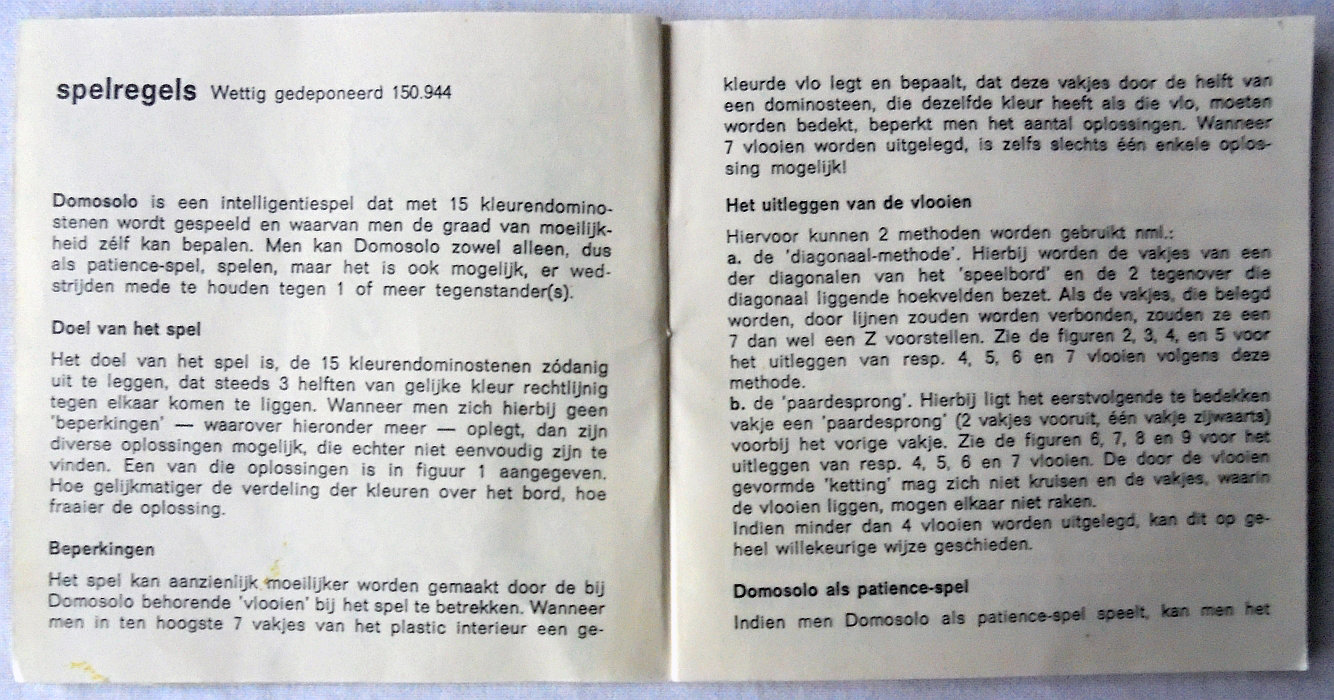 spelregels Wettig gedeponeerd 150.944
Domosolo is een intelligentiespel dat met 15 kleurendomino-
stenen wordt gespeeld en waarvan men de graad van moeilijk-
heid zélf kan bepalen. Men kan Domosolo zowel alleen, dus
als patience-spel, spelen, maar het is ook mogelijk, er wed-
strijden mede te houden tegen 1 of meer tegenstander(s).
Doel van het spel
Het doel van het spel is, de 15 kleurendominostenen zódanig
uit te leggen, dat steeds 3 helften van gelijke kleur rechtlijnig
tegen elkaar komen te liggen. Wanneer men zich hierbij geen
'beperkingen' — waarover hieronder meer — oplegt, dan zijn
diverse oplossingen mogelijk, die echter niet eenvoudig zijn te
vinden. Een van die oplossingen is in figuur 1 aangegeven.
Hoe gelijkmatiger de verdeling der kleuren over het bord, hoe
fraaier de oplossing.
Beperkingen
Het spel kan aanzienlijk moeilijker worden gemaakt door de bij
Domosolo behorende 'vlooien' bij het spel te betrekken. Wanneer
men in ten hoogste 7 vakjes van het plastic interieur een ge-
kleurde vlo legt en bepaalt, dat deze vakjes door de helft van
een dominosteen, die dezelfde kleur heeft als die vlo, moeten
worden bedekt, beperkt men het aantal oplossingen. Wanneer
7 vlooien worden uitgelegd, is zelfs slechts één enkele oplos-
sing mogelijk!
Het uitleggen van de vlooien
Hiervoor kunnen 2 methoden worden gebruikt nml.:
a. de 'diagonaal-methode'. Hierbij worden de vakjes van een
der diagonalen van het 'speelbord' en de 2 tegenover die
diagonaal liggende hoekvelden bezet. Als de vakjes, die belegd
worden, door lijnen zouden worden verbonden, zouden ze een
7 dan wel een Z voorstellen. Zie de figuren 2, 3, 4, en 5 voor
het uitleggen van resp. 4, 5, 6 en 7 vlooien volgens deze
methode.
b. de 'paardesprong'. Hierbij ligt het eerstvolgende te bedekken
vakje een 'paardesprong' (2 vakjes vooruit, één vakje zijwaarts)
voorbij het vorige vakje. Zie de figuren 6, 7, 8 en 9 voor het
uitleggen van resp. 4, 5, 6 en 7 vlooien. De door de vlooien
gevormde 'ketting' mag zich niet kruisen en de vakjes, waarin
de vlooien liggen, mogen elkaar niet raken.
Indien minder dan 4 vlooien worden uitgelegd, kan dit op ge-
heel willekeurige wijze geschieden.
Domosolo als patience-spel
Indien men Domosolo als patience-spel speelt, kan men het